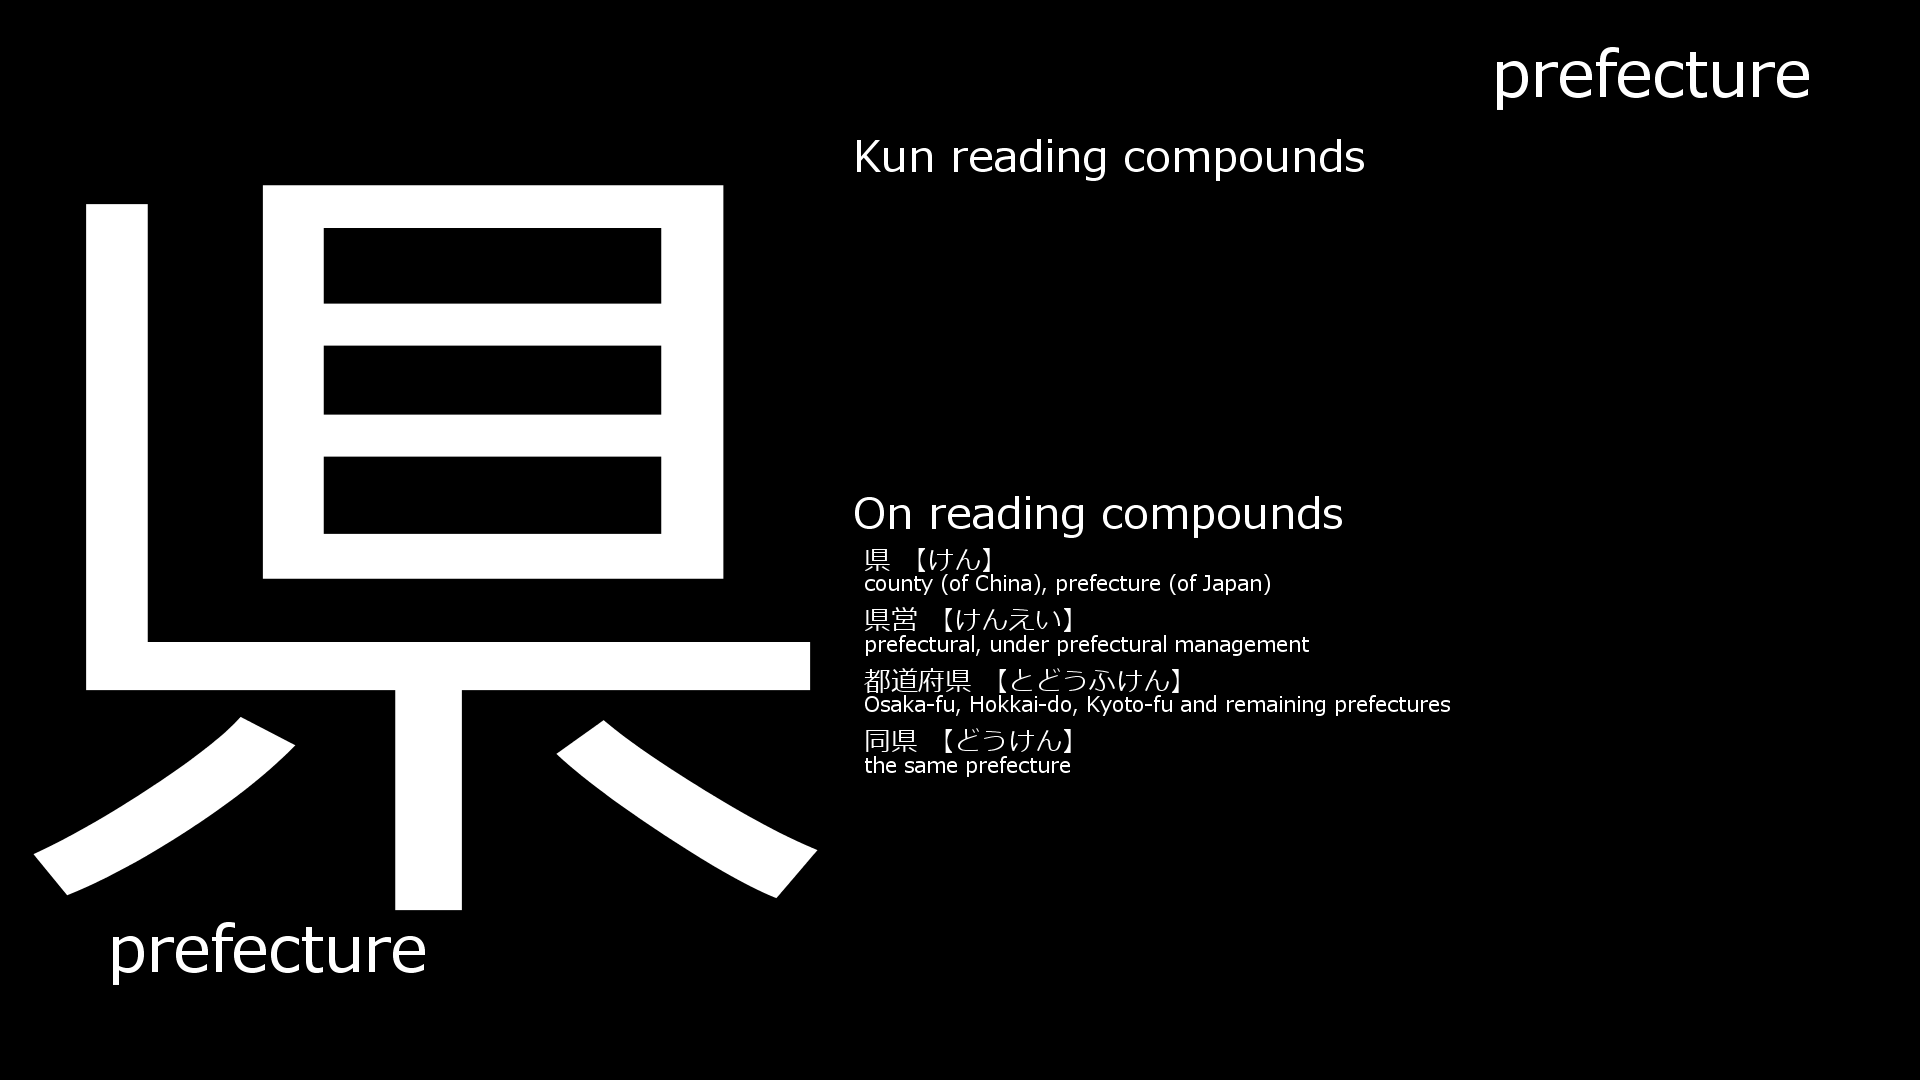 prefecture
県
prefecture
Kun reading compounds
On reading compounds
県 【けん】
county (of China), prefecture (of Japan)
県営 【けんえい】
prefectural, under prefectural management
都道府県 【とどうふけん】
Osaka-fu, Hokkai-do, Kyoto-fu and remaining prefectures
同県 【どうけん】
the same prefecture